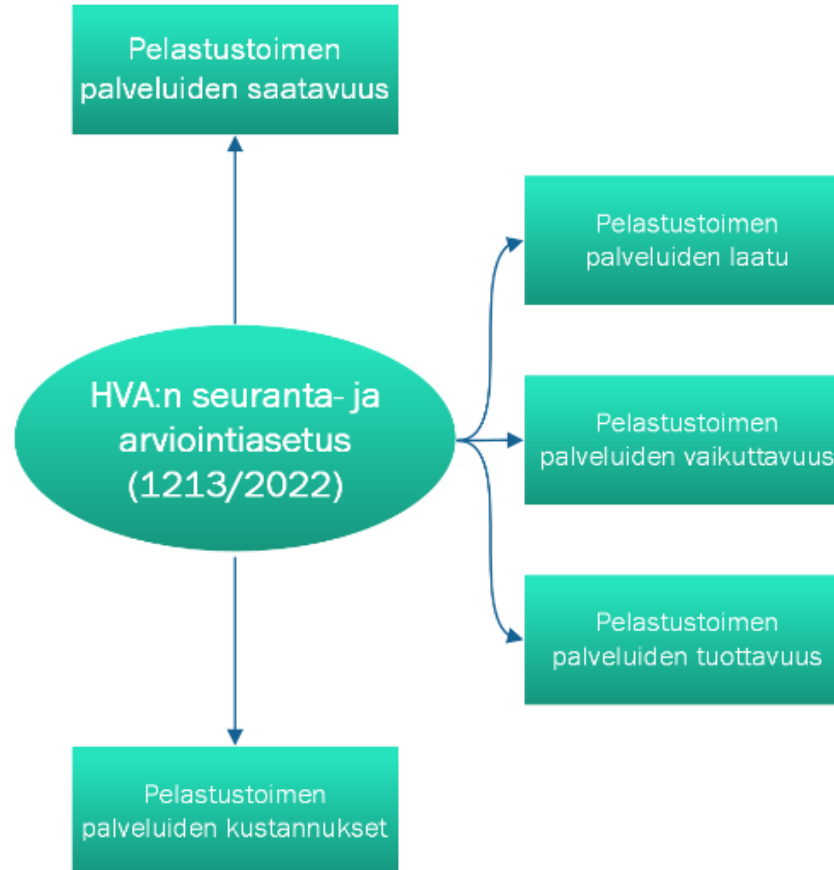 Pelastustoimen
palveluiden saatavuus
Pelastustoimen
palveluiden laatu
HVA:n seuranta- ja
arviointiasetus
(1213/2022)
Pelastustoimen
palveluiden vaikuttavuus
Pelastustoimen
palveluiden tuottavuus
Pelastustoimen
palveluiden kustannukset